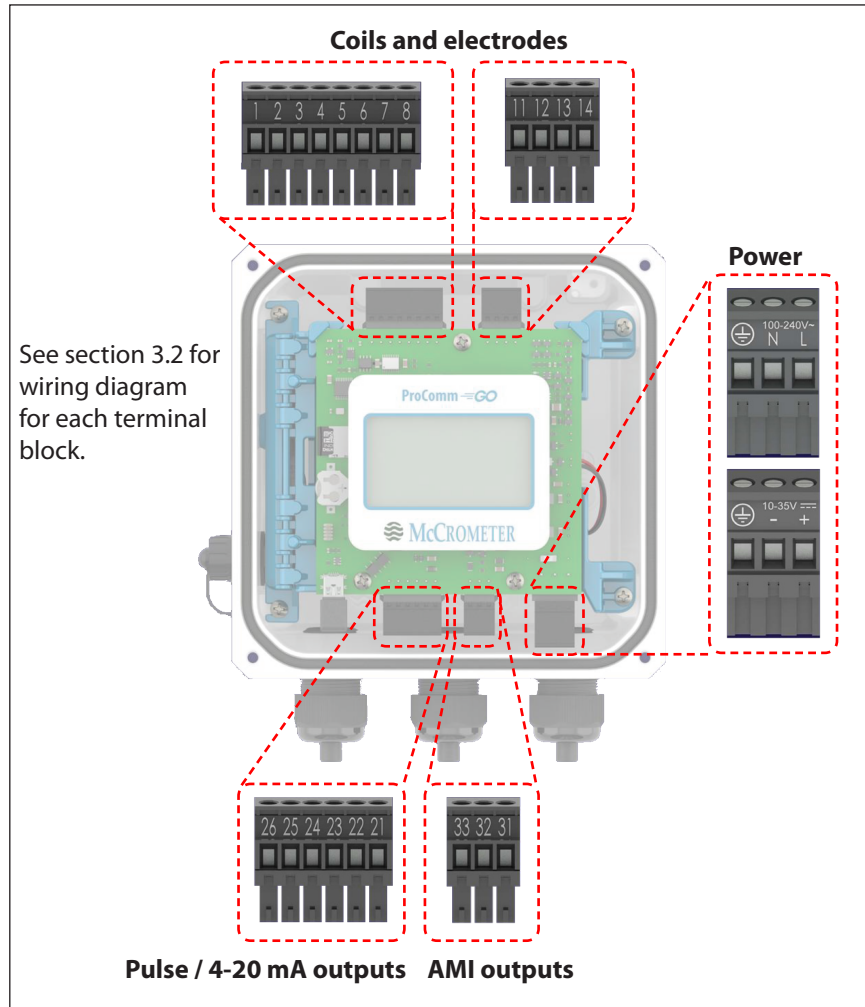 Coils and electrodes
1 2 3 4 5 6 7 8
11 12 13 14
Power
100-240V~
N L
See section 3.2 for
wiring diagram
for each terminal
block.
ProComm GO
10-35V ⎓
- +
McCROMETER
26 25 24 23 22 21
33 32 31
Pulse / 4-20 mA outputs
AMI outputs